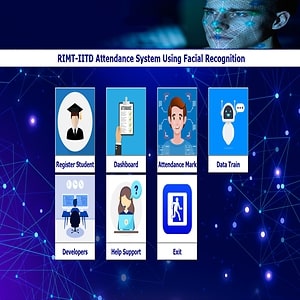 RIMT-IITD Attendance System Using Facial Recognition
Register Student
Dashboard
Attendance Mark
Data Train
Developers
Help Support
Exit